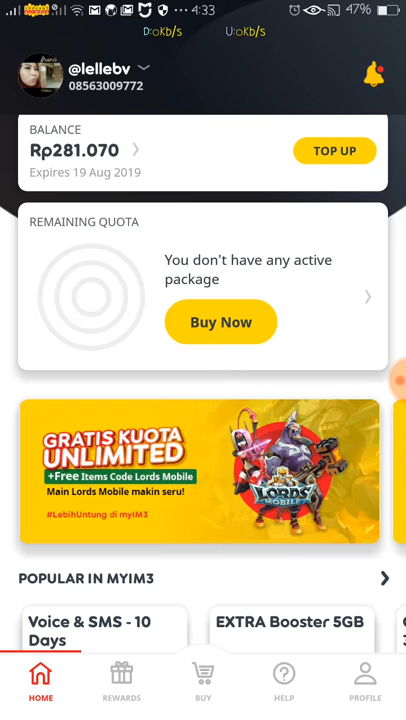 4:33
47%
D:0Kb/s
U:0Kb/s
@lellebv
08563009772
BALANCE
Rp281.070
TOP UP
Expires 19 Aug 2019
REMAINING QUOTA
You don't have any active
package
Buy Now
GRATIS KUOTA
UNLIMITED
+Free Items Code Lords Mobile
Main Lords Mobile makin seru!
#LebihUntung di myIM3
LORDS
MOBILE
POPULAR IN MYIM3
Voice & SMS - 10
Days
EXTRA Booster 5GB
HOME
REWARDS
BUY
HELP
PROFILE